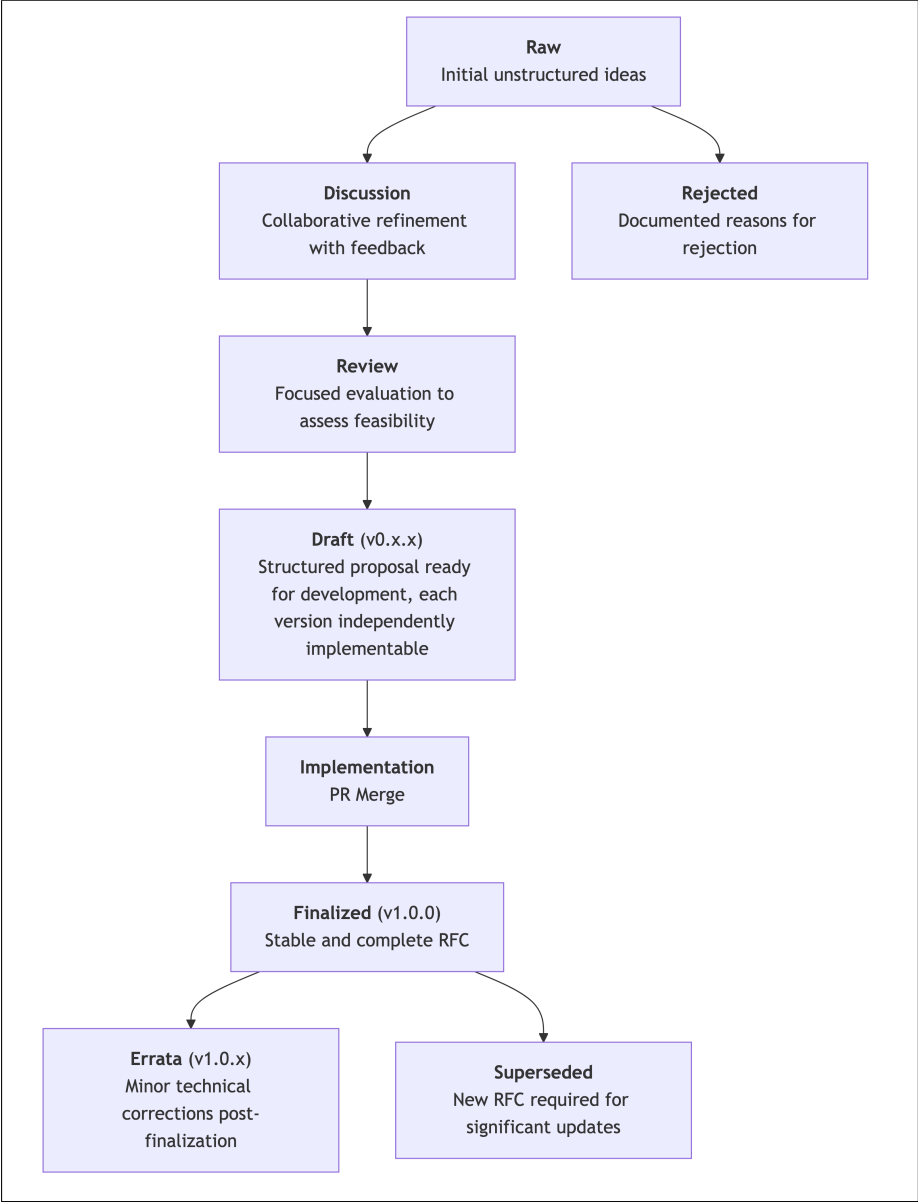 Raw
Initial unstructured ideas
Discussion
Collaborative refinement
with feedback
Rejected
Documented reasons for
rejection
Review
Focused evaluation to
assess feasibility
Draft (v0.x.x)
Structured proposal ready
for development, each
version independently
implementable
Implementation
PR Merge
Finalized (v1.0.0)
Stable and complete RFC
Errata (v1.0.x)
Minor technical
corrections post-
finalization
Superseded
New RFC required for
significant updates